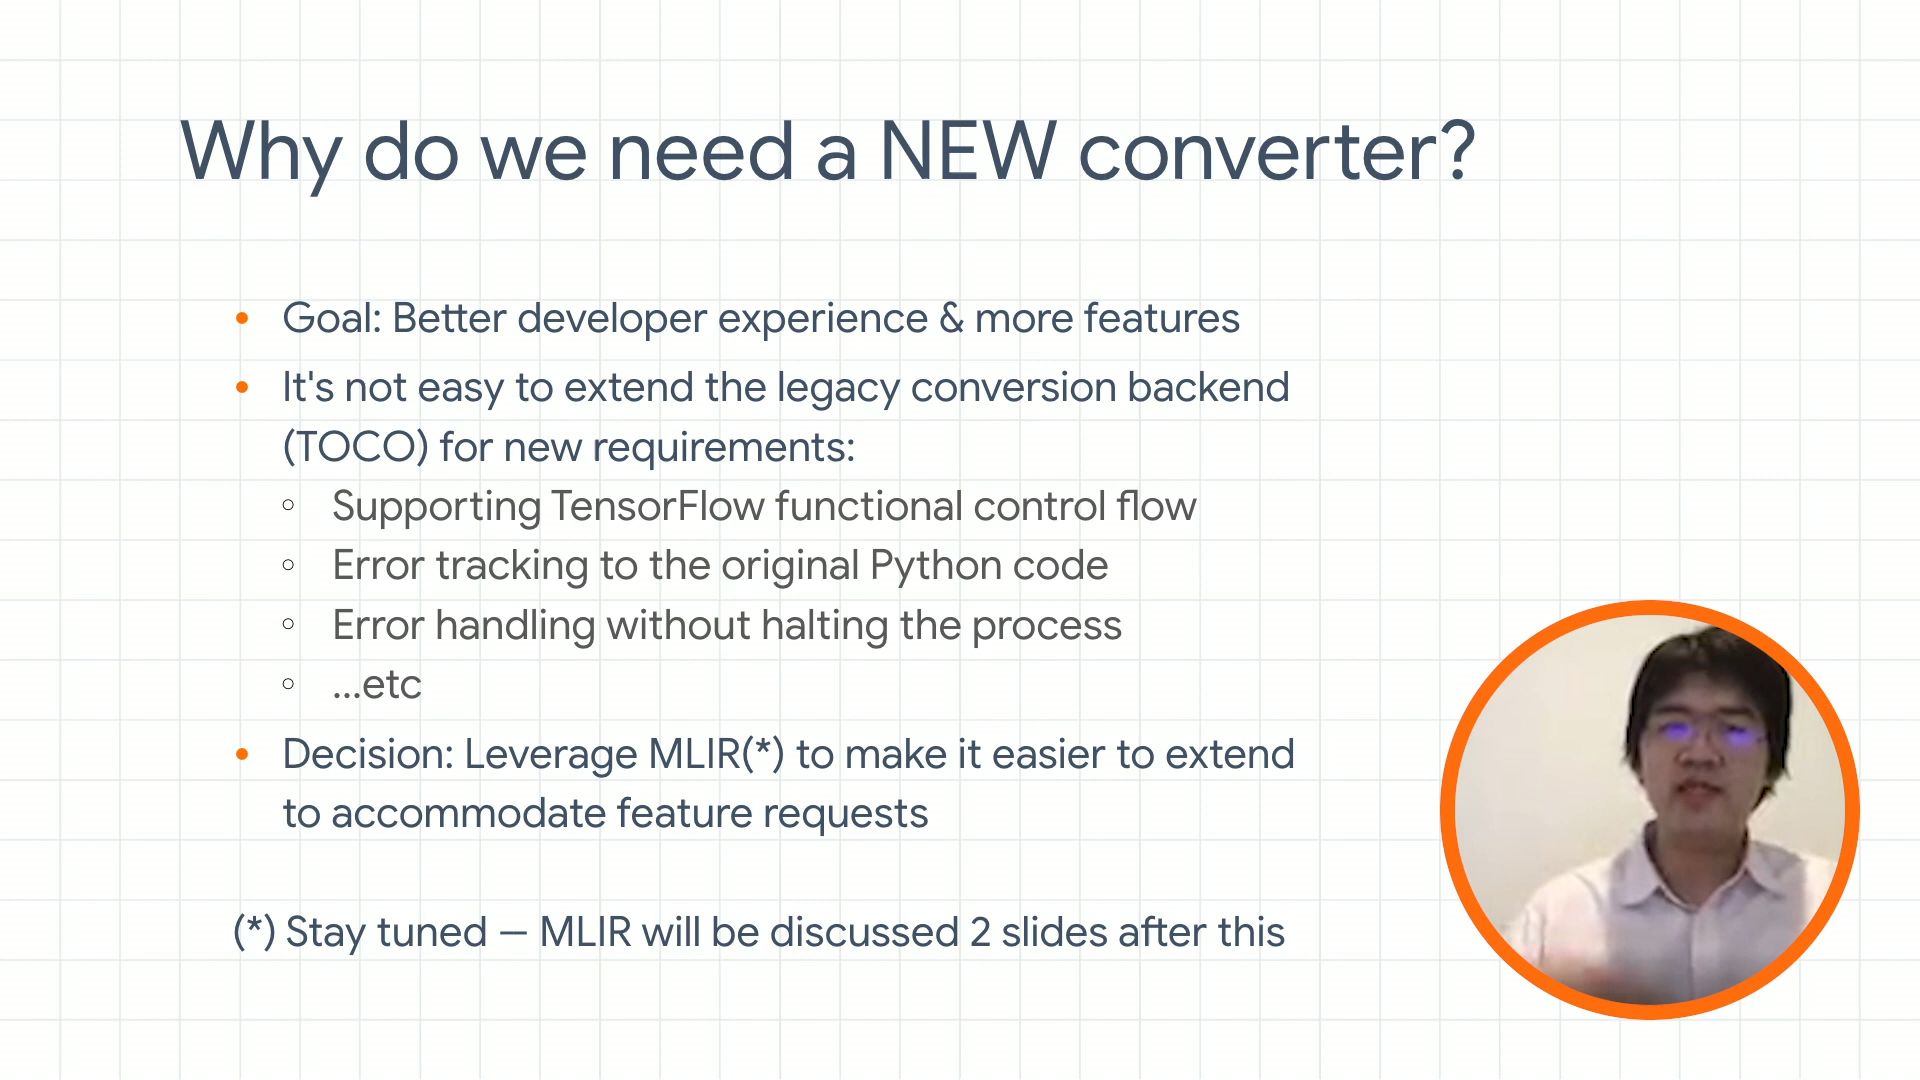 Why do we need a NEW converter?
Goal: Better developer experience & more features
It's not easy to extend the legacy conversion backend
(TOCO) for new requirements:
Supporting TensorFlow functional control flow
Error tracking to the original Python code
Error handling without halting the process
...etc
Decision: Leverage MLIR(*) to make it easier to extend
to accommodate feature requests
(*) Stay tuned — MLIR will be discussed 2 slides after this